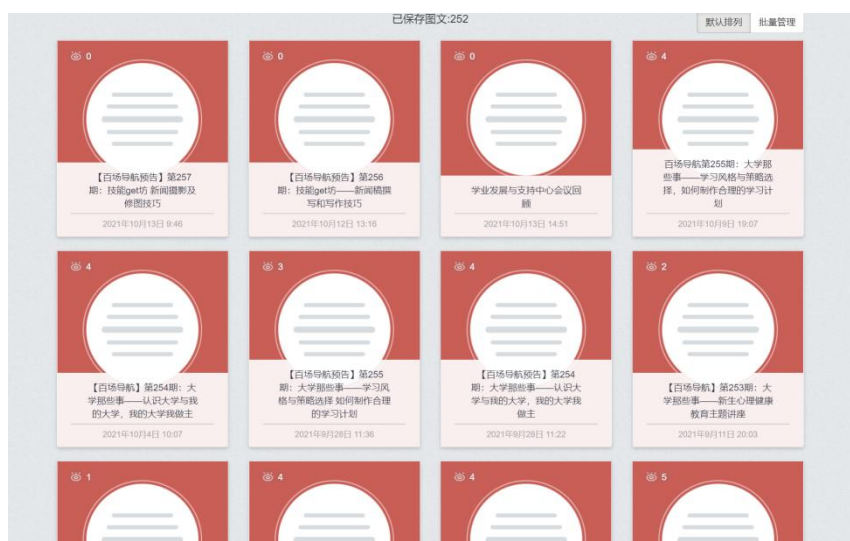 已保存图文:252
默认排列 批量管理
0
【百场导航预告】第257
期：技能get坊 新闻摄影及
修图技巧
2021年10月13日 9:46
0
【百场导航预告】第256
期：技能get坊——新闻稿撰
写和写作技巧
2021年10月12日 13:16
0
学业发展与支持中心会议回
顾
2021年10月13日 14:51
4
百场导航第255期：大学那
些事——学习风格与策略选
择，如何制作合理的学习计
划
2021年10月9日 19:07
4
【百场导航】第254期：大
学那些事——认识大学与我
的大学，我的大学我做主
2021年10月4日 10:07
3
【百场导航预告】第255
期：大学那些事——学习风
格与策略选择 如何制作合理
的学习计划
2021年9月28日 11:36
4
【百场导航预告】第254
期：大学那些事——认识大
学与我的大学，我的大学我
做主
2021年9月28日 11:22
2
【百场导航】第253期：大
学那些事——新生心理健康
教育主题讲座
2021年9月11日 20:03
1
4
4
5